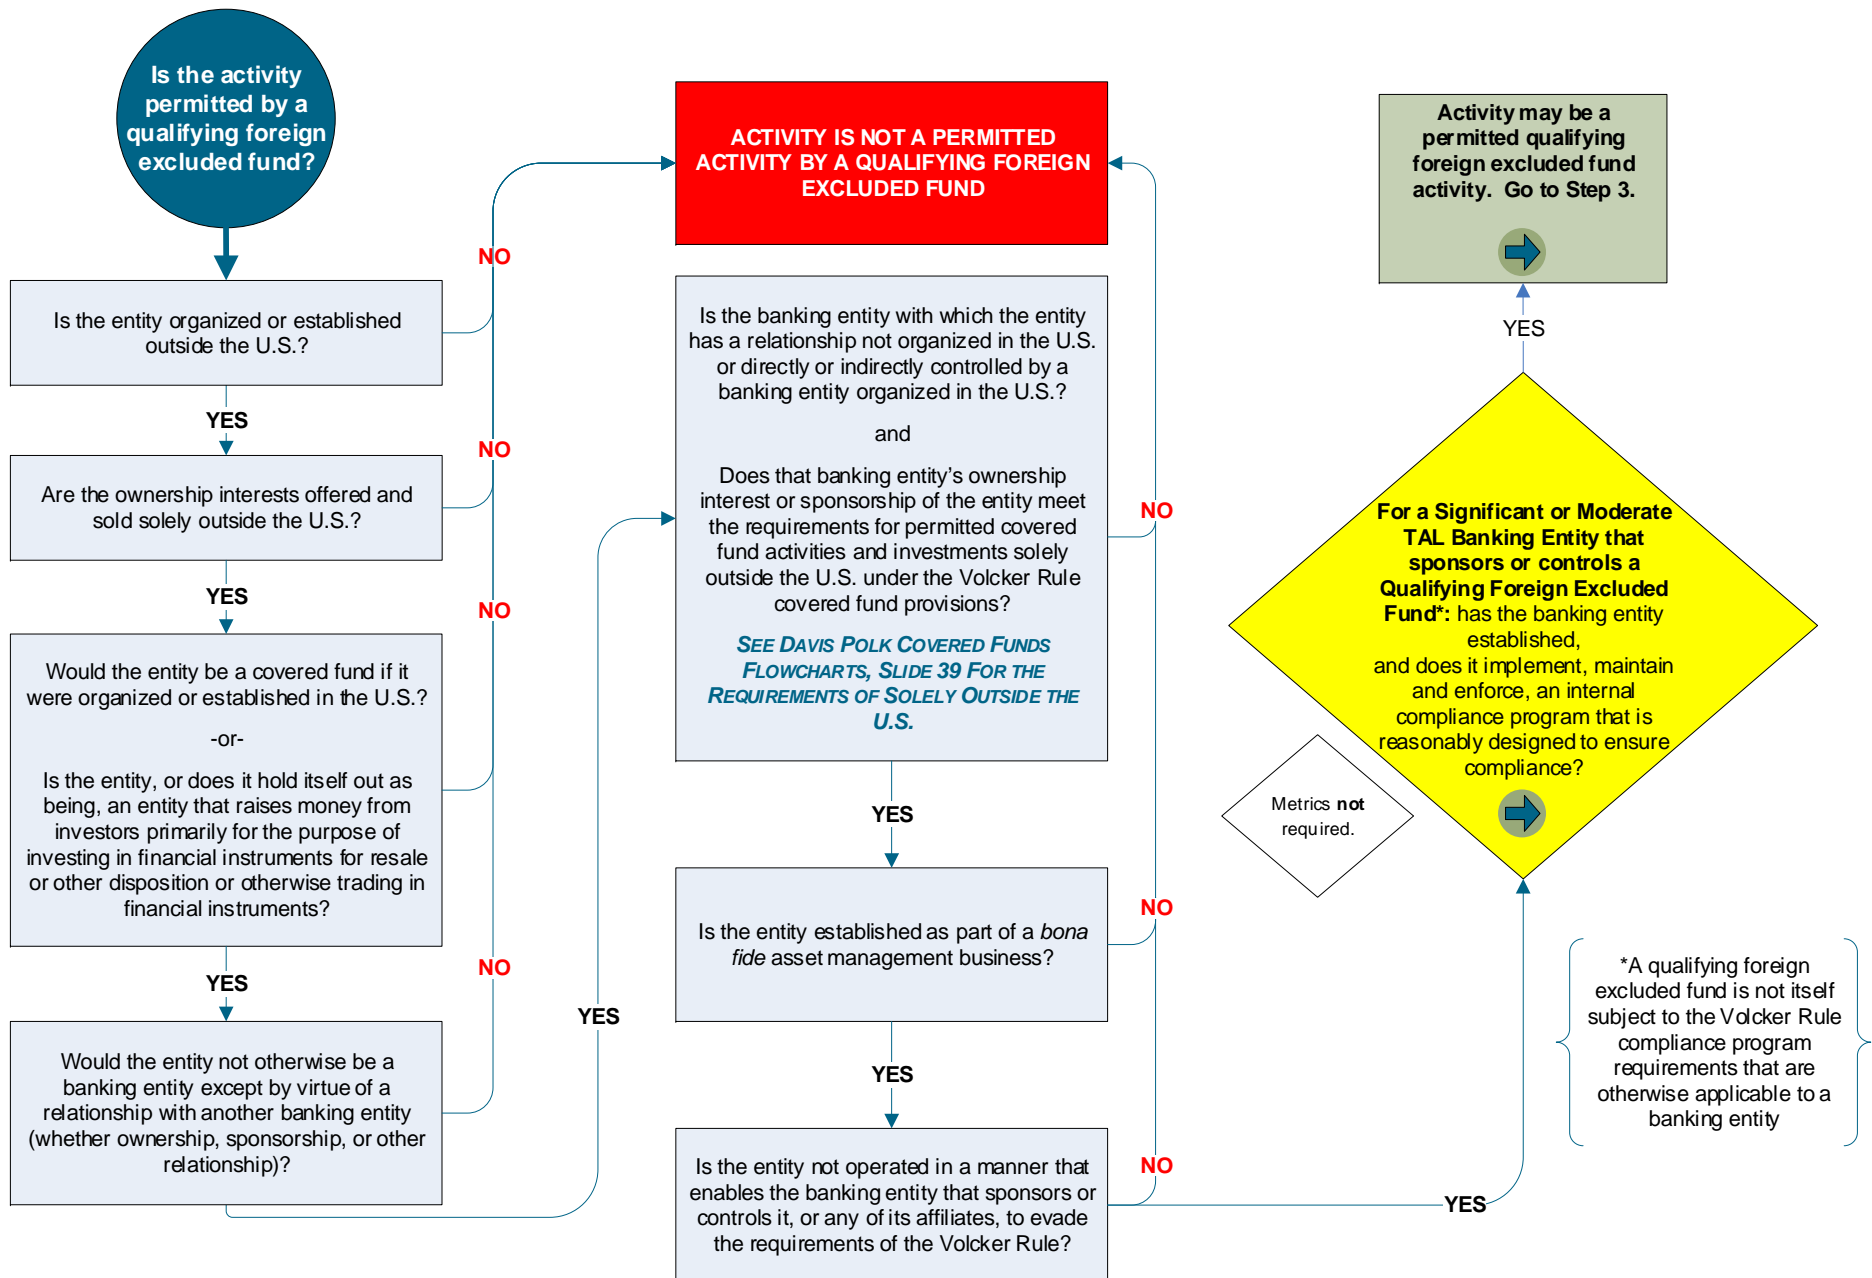 Is the activity
permitted by a
qualifying foreign
excluded fund?
NO
Is the entity organized or established
outside the U.S.?
YES
NO
Are the ownership interests offered and
sold solely outside the U.S.?
YES
NO
Would the entity be a covered fund if it
were organized or established in the U.S.?
-or-
Is the entity, or does it hold itself out as
being, an entity that raises money from
investors primarily for the purpose of
investing in financial instruments for resale
or other disposition or otherwise trading in
financial instruments?
YES
NO
Would the entity not otherwise be a
banking entity except by virtue of a
relationship with another banking entity
(whether ownership, sponsorship, or other
relationship)?
YES
ACTIVITY IS NOT A PERMITTED
ACTIVITY BY A QUALIFYING FOREIGN
EXCLUDED FUND
Is the banking entity with which the entity
has a relationship not organized in the U.S.
or directly or indirectly controlled by a
banking entity organized in the U.S.?
and
Does that banking entity’s ownership
interest or sponsorship of the entity meet
the requirements for permitted covered
fund activities and investments solely
outside the U.S. under the Volcker Rule
covered fund provisions?
SEE DAVIS POLK COVERED FUNDS
FLOWCHARTS, SLIDE 39 FOR THE
REQUIREMENTS OF SOLELY OUTSIDE THE
U.S.
NO
YES
Is the entity established as part of a bona
fide asset management business?
NO
YES
Is the entity not operated in a manner that
enables the banking entity that sponsors or
controls it, or any of its affiliates, to evade
the requirements of the Volcker Rule?
NO
YES
Activity may be a
permitted qualifying
foreign excluded fund
activity. Go to Step 3.
YES
For a Significant or Moderate
TAL Banking Entity that
sponsors or controls a
Qualifying Foreign Excluded
Fund*: has the banking entity
established,
and does it implement, maintain
and enforce, an internal
compliance program that is
reasonably designed to ensure
compliance?
Metrics not
required.
*A qualifying foreign
excluded fund is not itself
subject to the Volcker Rule
compliance program
requirements that are
otherwise applicable to a
banking entity